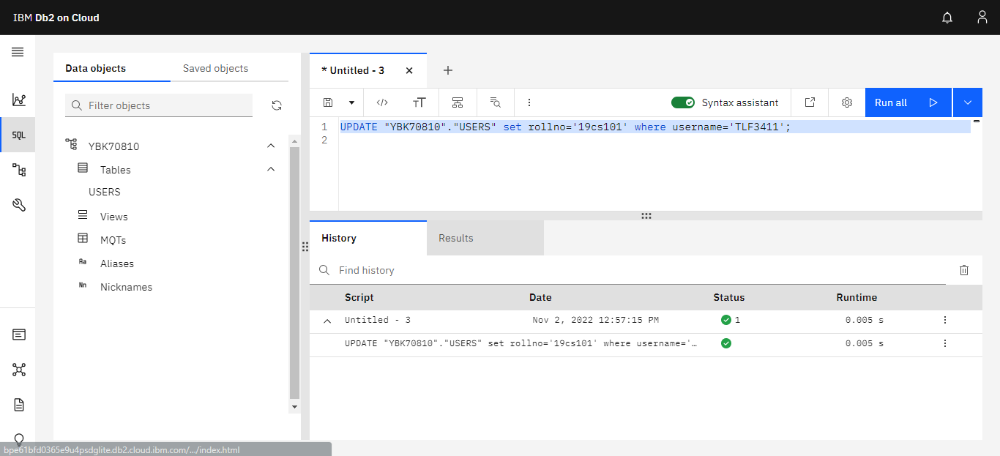 IBM Db2 on Cloud
Data objects
Saved objects
* Untitled - 3
Filter objects
Syntax assistant
Run all
SQL
1 UPDATE "YBK70810"."USERS" set rollno='19cs101' where username='TLF3411';
2
YBK70810
Tables
USERS
Views
MQTs
Aa Aliases
Nn Nicknames
History
Results
Find history
Script Date Status Runtime
Untitled - 3 Nov 2, 2022 12:57:15 PM 1 0.005 s
UPDATE "YBK70810"."USERS" set rollno='19cs101' where username='… 0.005 s
bpe61bfd0365e9u4psdglite.db2.cloud.ibm.com/.../index.html